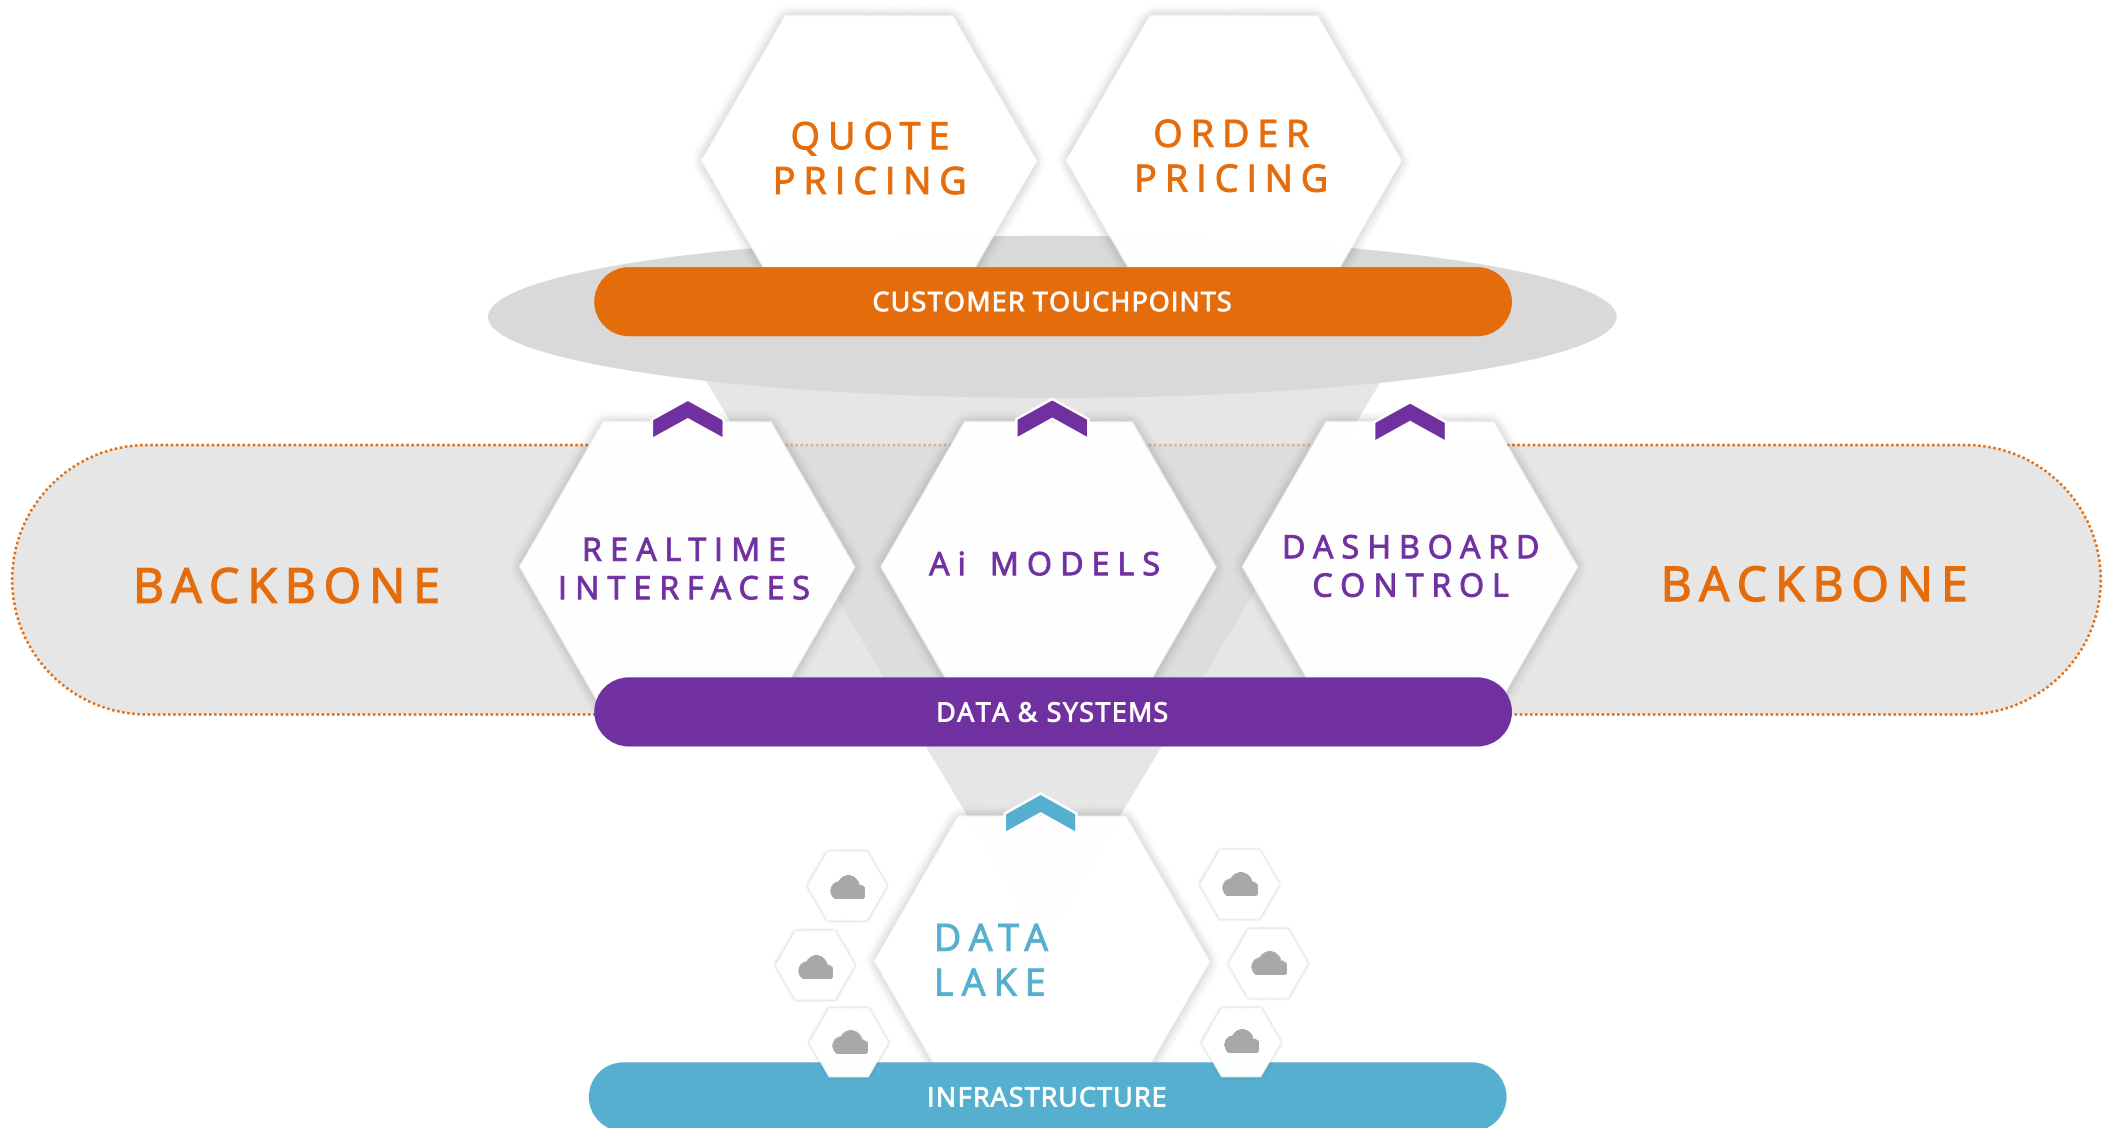 QUOTE
PRICING
ORDER
PRICING
CUSTOMER TOUCHPOINTS
BACKBONE
REALTIME
INTERFACES
Ai MODELS
DASHBOARD
CONTROL
BACKBONE
DATA & SYSTEMS
DATA
LAKE
INFRASTRUCTURE